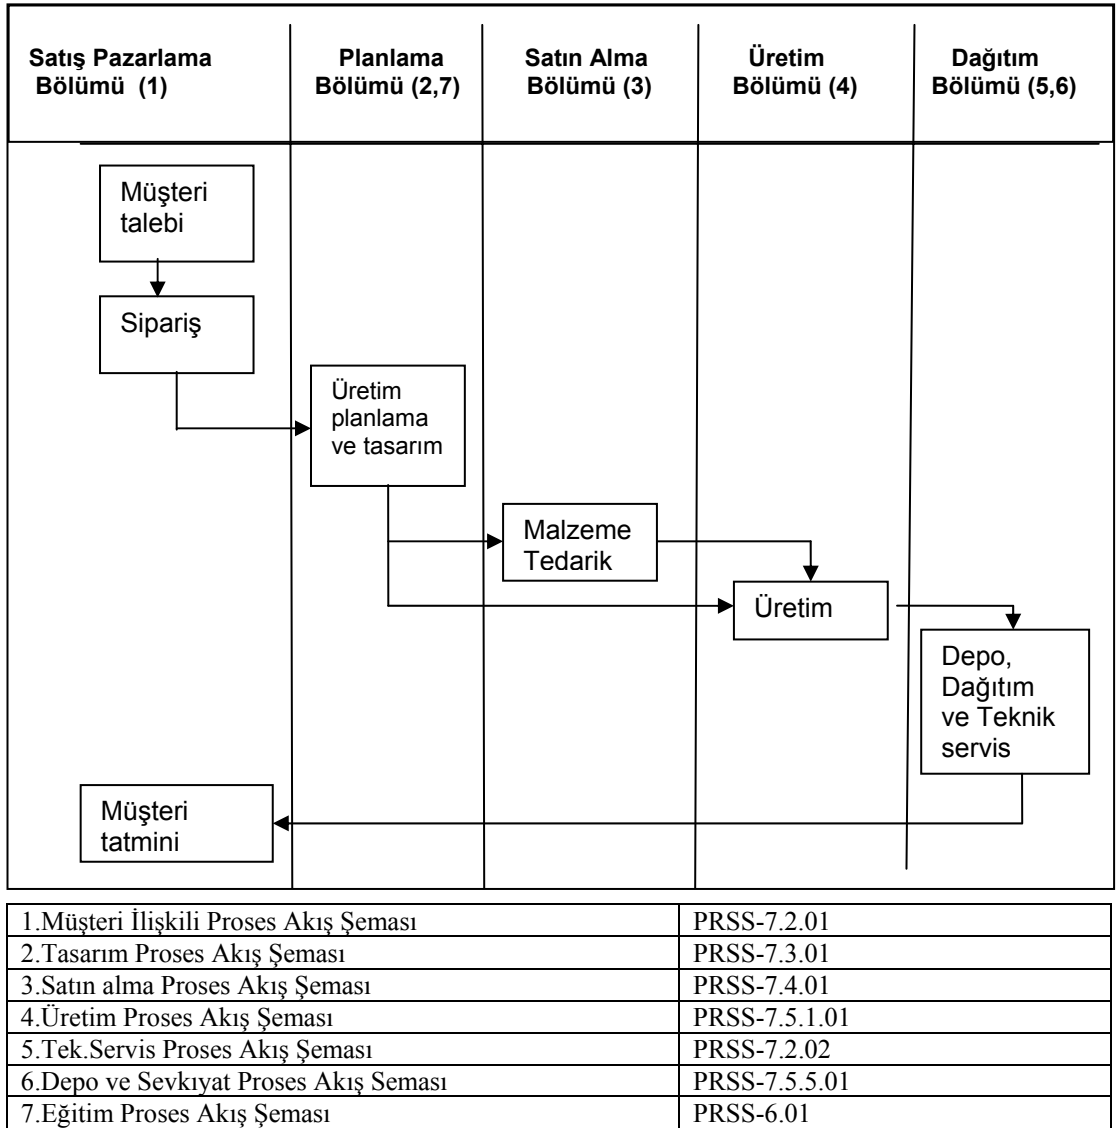 Satış Pazarlama
Bölümü (1)
Planlama
Bölümü (2,7)
Satın Alma
Bölümü (3)
Üretim
Bölümü (4)
Dağıtım
Bölümü (5,6)
Müşteri
talebi
Sipariş
Üretim
planlama
ve tasarım
Malzeme
Tedarik
Üretim
Depo,
Dağıtım
ve Teknik
servis
Müşteri
tatmini
1.Müşteri İlişkili Proses Akış Şeması PRSS-7.2.01
2.Tasarım Proses Akış Şeması PRSS-7.3.01
3.Satın alma Proses Akış Şeması PRSS-7.4.01
4.Üretim Proses Akış Şeması PRSS-7.5.1.01
5.Tek.Servis Proses Akış Şeması PRSS-7.2.02
6.Depo ve Sevkıyat Proses Akış Seması PRSS-7.5.5.01
7.Eğitim Proses Akış Şeması PRSS-6.01